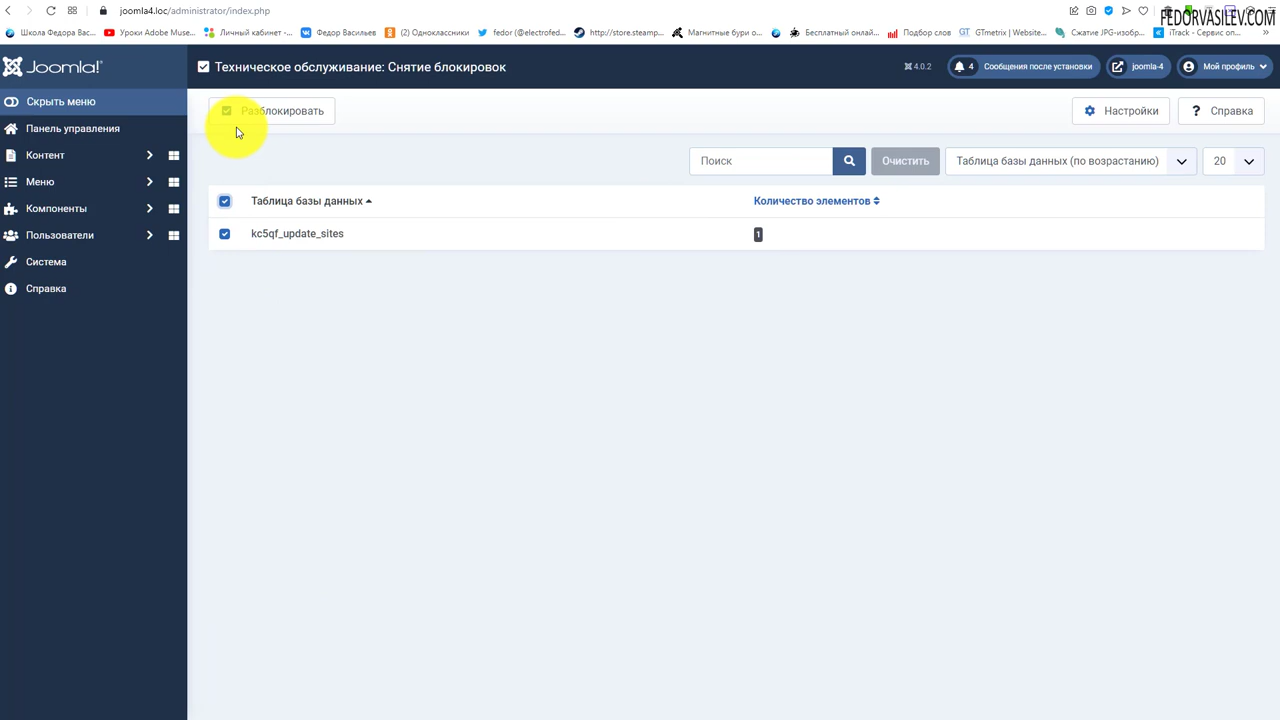 joomla4.loc/administrator/index.php
FEDORVASILEV.COM
Школа Федора Вас...
Уроки Adobe Muse...
Личный кабинет -...
Федор Васильев
(2) Одноклассники
fedor (@electrofed...
http://store.steamp...
Магнитные бури о...
Бесплатный онлай...
Подбор слов
GTmetrix | Website...
Сжатие JPG-изобр...
iTrack - Сервис оп...
Joomla!
Техническое обслуживание: Снятие блокировок
4.0.2
4 Сообщения после установки
joomla-4
Мой профиль
Скрыть меню
Разблокировать
Настройки
? Справка
Панель управления
Контент
Меню
Компоненты
Пользователи
Система
Справка
Поиск
Очистить
Таблица базы данных (по возрастанию)
20
Таблица базы данных
Количество элементов
kc5qf_update_sites
1